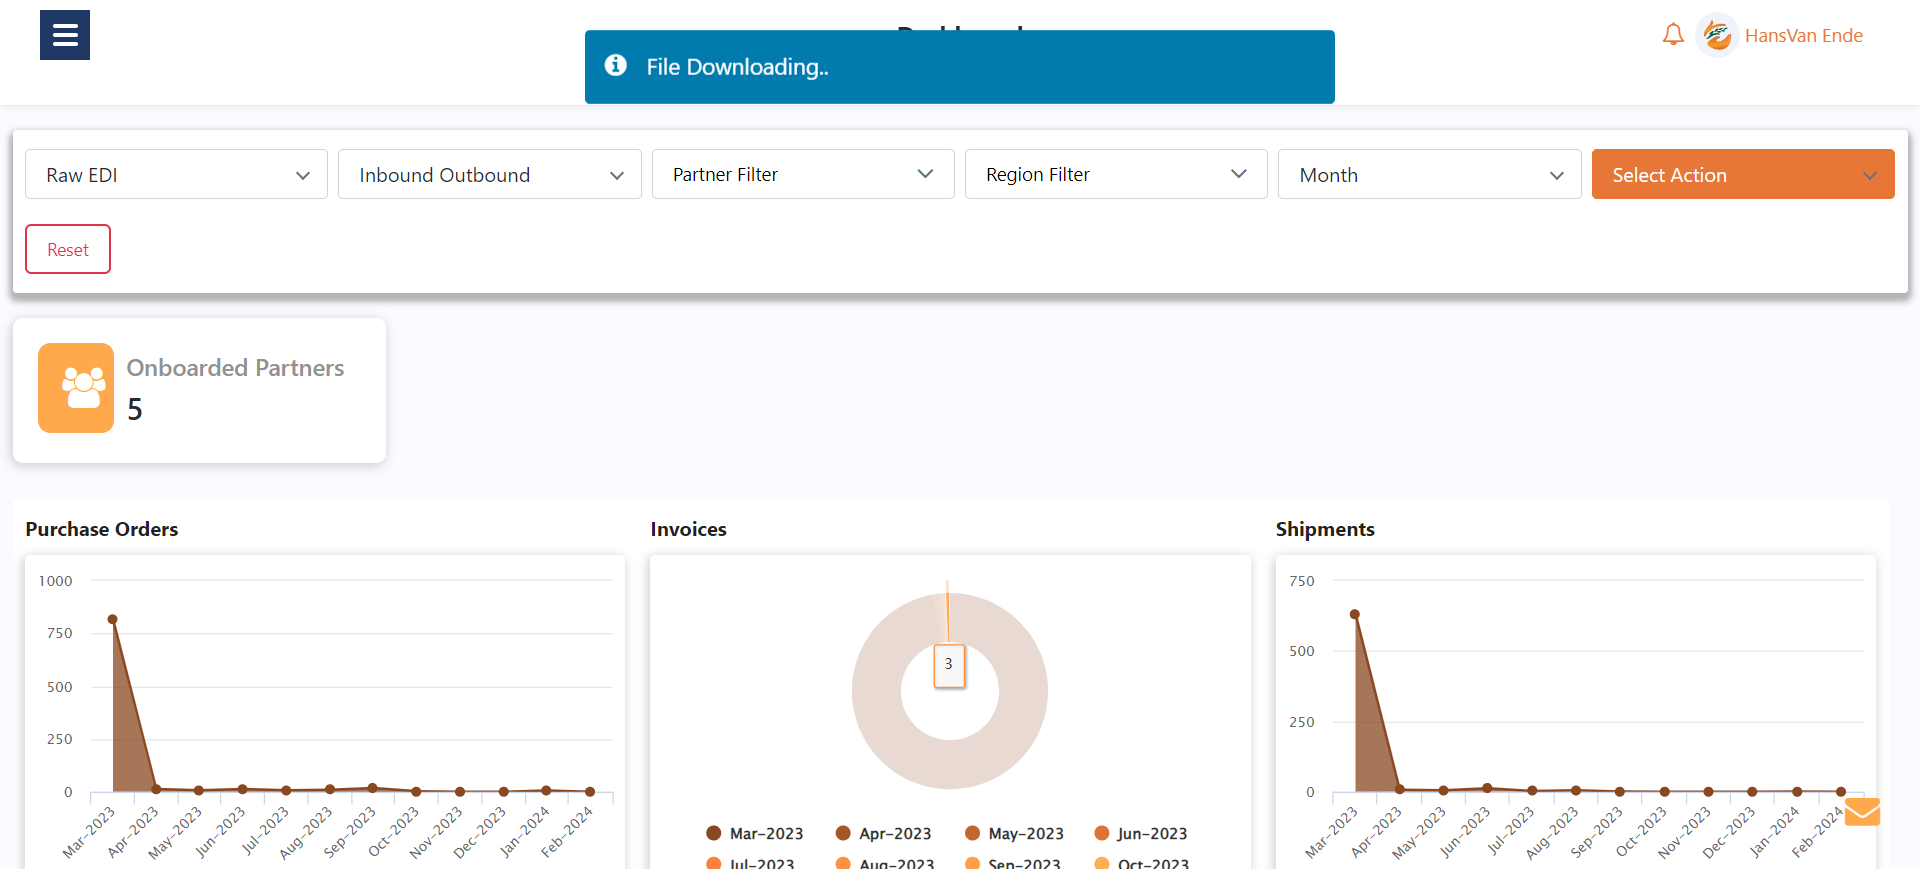 File Downloading..
HansVan Ende
Raw EDI
Inbound Outbound
Partner Filter
Region Filter
Month
Select Action
Reset
Onboarded Partners
5
Purchase Orders
1000
750
500
250
0
Mar-2023
Apr-2023
May-2023
Jun-2023
Jul-2023
Aug-2023
Sep-2023
Oct-2023
Nov-2023
Dec-2023
Jan-2024
Feb-2024
Invoices
3
Mar-2023
Apr-2023
May-2023
Jun-2023
Jul-2023
Aug-2023
Sep-2023
Oct-2023
Shipments
750
500
250
0
Mar-2023
Apr-2023
May-2023
Jun-2023
Jul-2023
Aug-2023
Sep-2023
Oct-2023
Nov-2023
Dec-2023
Jan-2024
Feb-2024